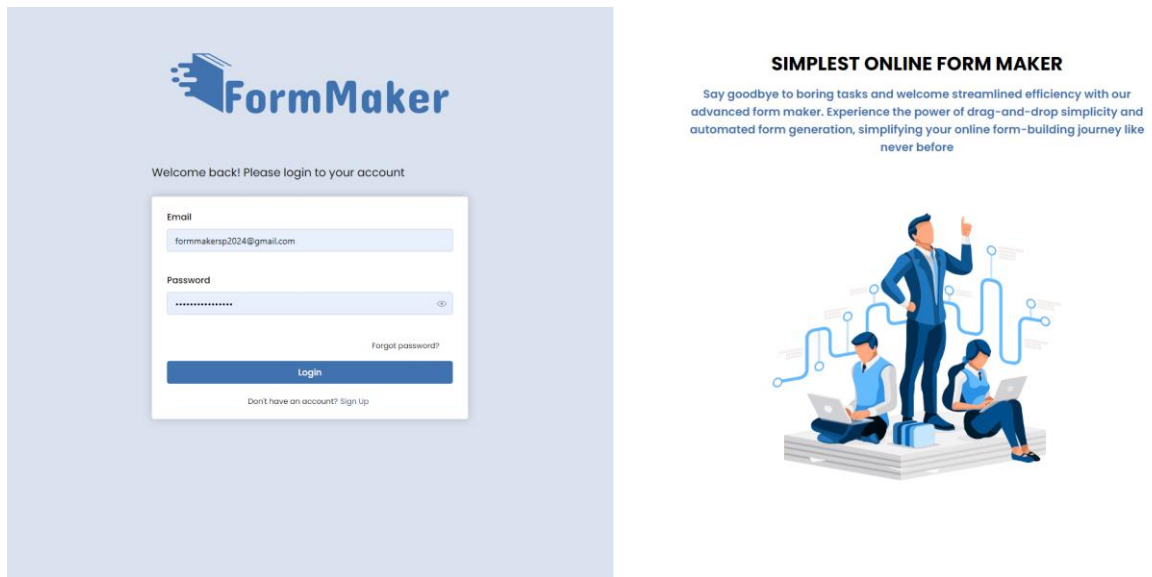 FormMaker
Welcome back! Please login to your account
Email
formmakersp2024@gmail.com
Password
••••••••••••••••
Forgot password?
Login
Don't have an account? Sign Up
SIMPLEST ONLINE FORM MAKER
Say goodbye to boring tasks and welcome streamlined efficiency with our
advanced form maker. Experience the power of drag-and-drop simplicity and
automated form generation, simplifying your online form-building journey like
never before